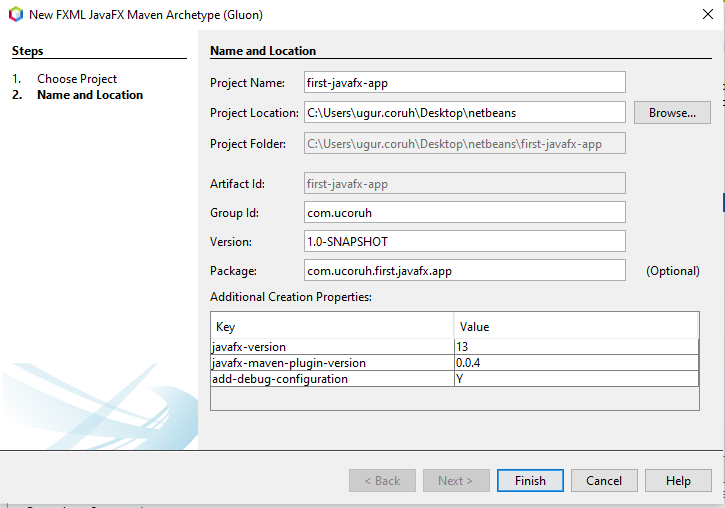 New FXML JavaFX Maven Archetype (Gluon)
Steps
1. Choose Project
2. Name and Location
Name and Location
Project Name: first-javafx-app
Project Location: C:\Users\ugur.coruh\Desktop\netbeans Browse...
Project Folder: C:\Users\ugur.coruh\Desktop\netbeans\first-javafx-app
Artifact Id: first-javafx-app
Group Id: com.ucoruh
Version: 1.0-SNAPSHOT
Package: com.ucoruh.first.javafx.app (Optional)
Additional Creation Properties:
Key Value
javafx-version 13
javafx-maven-plugin-version 0.0.4
add-debug-configuration Y
< Back Next > Finish Cancel Help